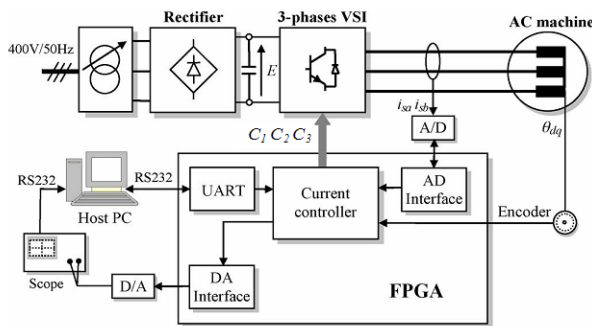 Rectifier
3-phases VSI
AC machine
400V/50Hz
E
isa isb
θdq
C1 C2 C3
A/D
RS232
RS232
Host PC
UART
Current
controller
AD
Interface
Encoder
Scope
D/A
DA
Interface
FPGA